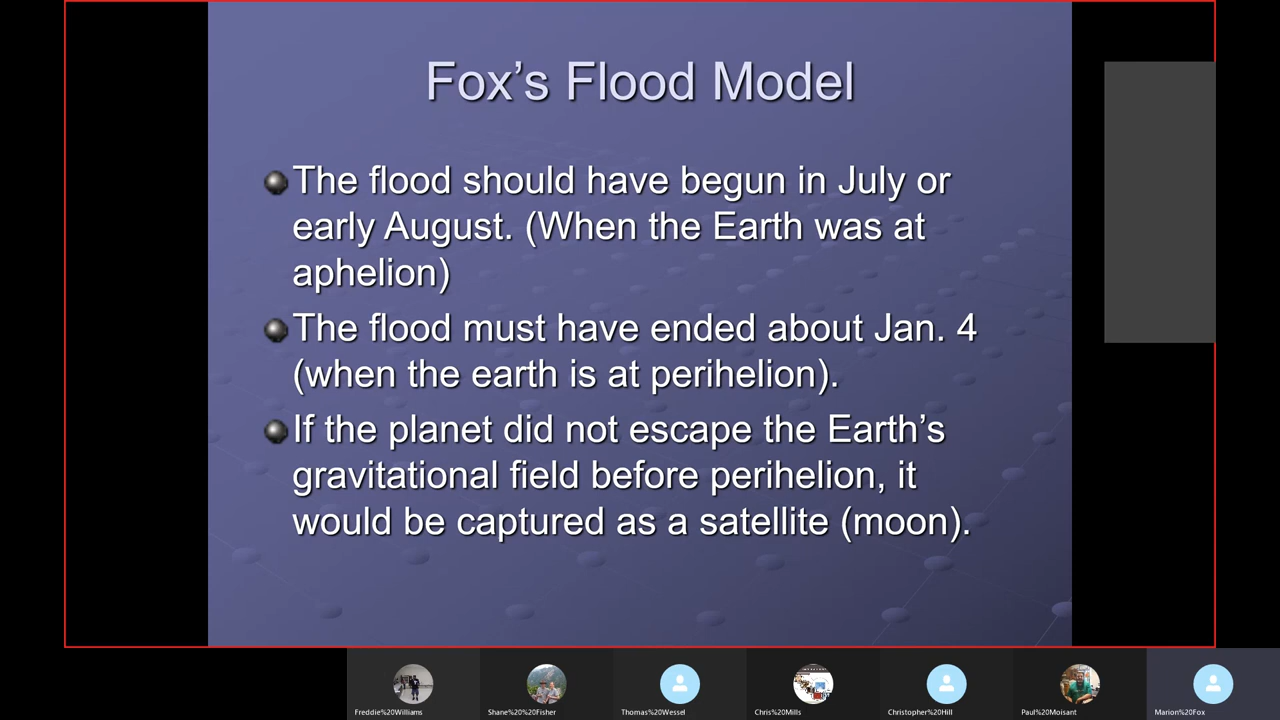 Fox's Flood Model
The flood should have begun in July or
early August. (When the Earth was at
aphelion)
The flood must have ended about Jan. 4
(when the earth is at perihelion).
If the planet did not escape the Earth's
gravitational field before perihelion, it
would be captured as a satellite (moon).
Freddie%20Williams
Shane%20%20Fisher
Thomas%20Wessel
Chris%20Mills
Christopher%20Hill
Paul%20Moisant
Marion%20Fox